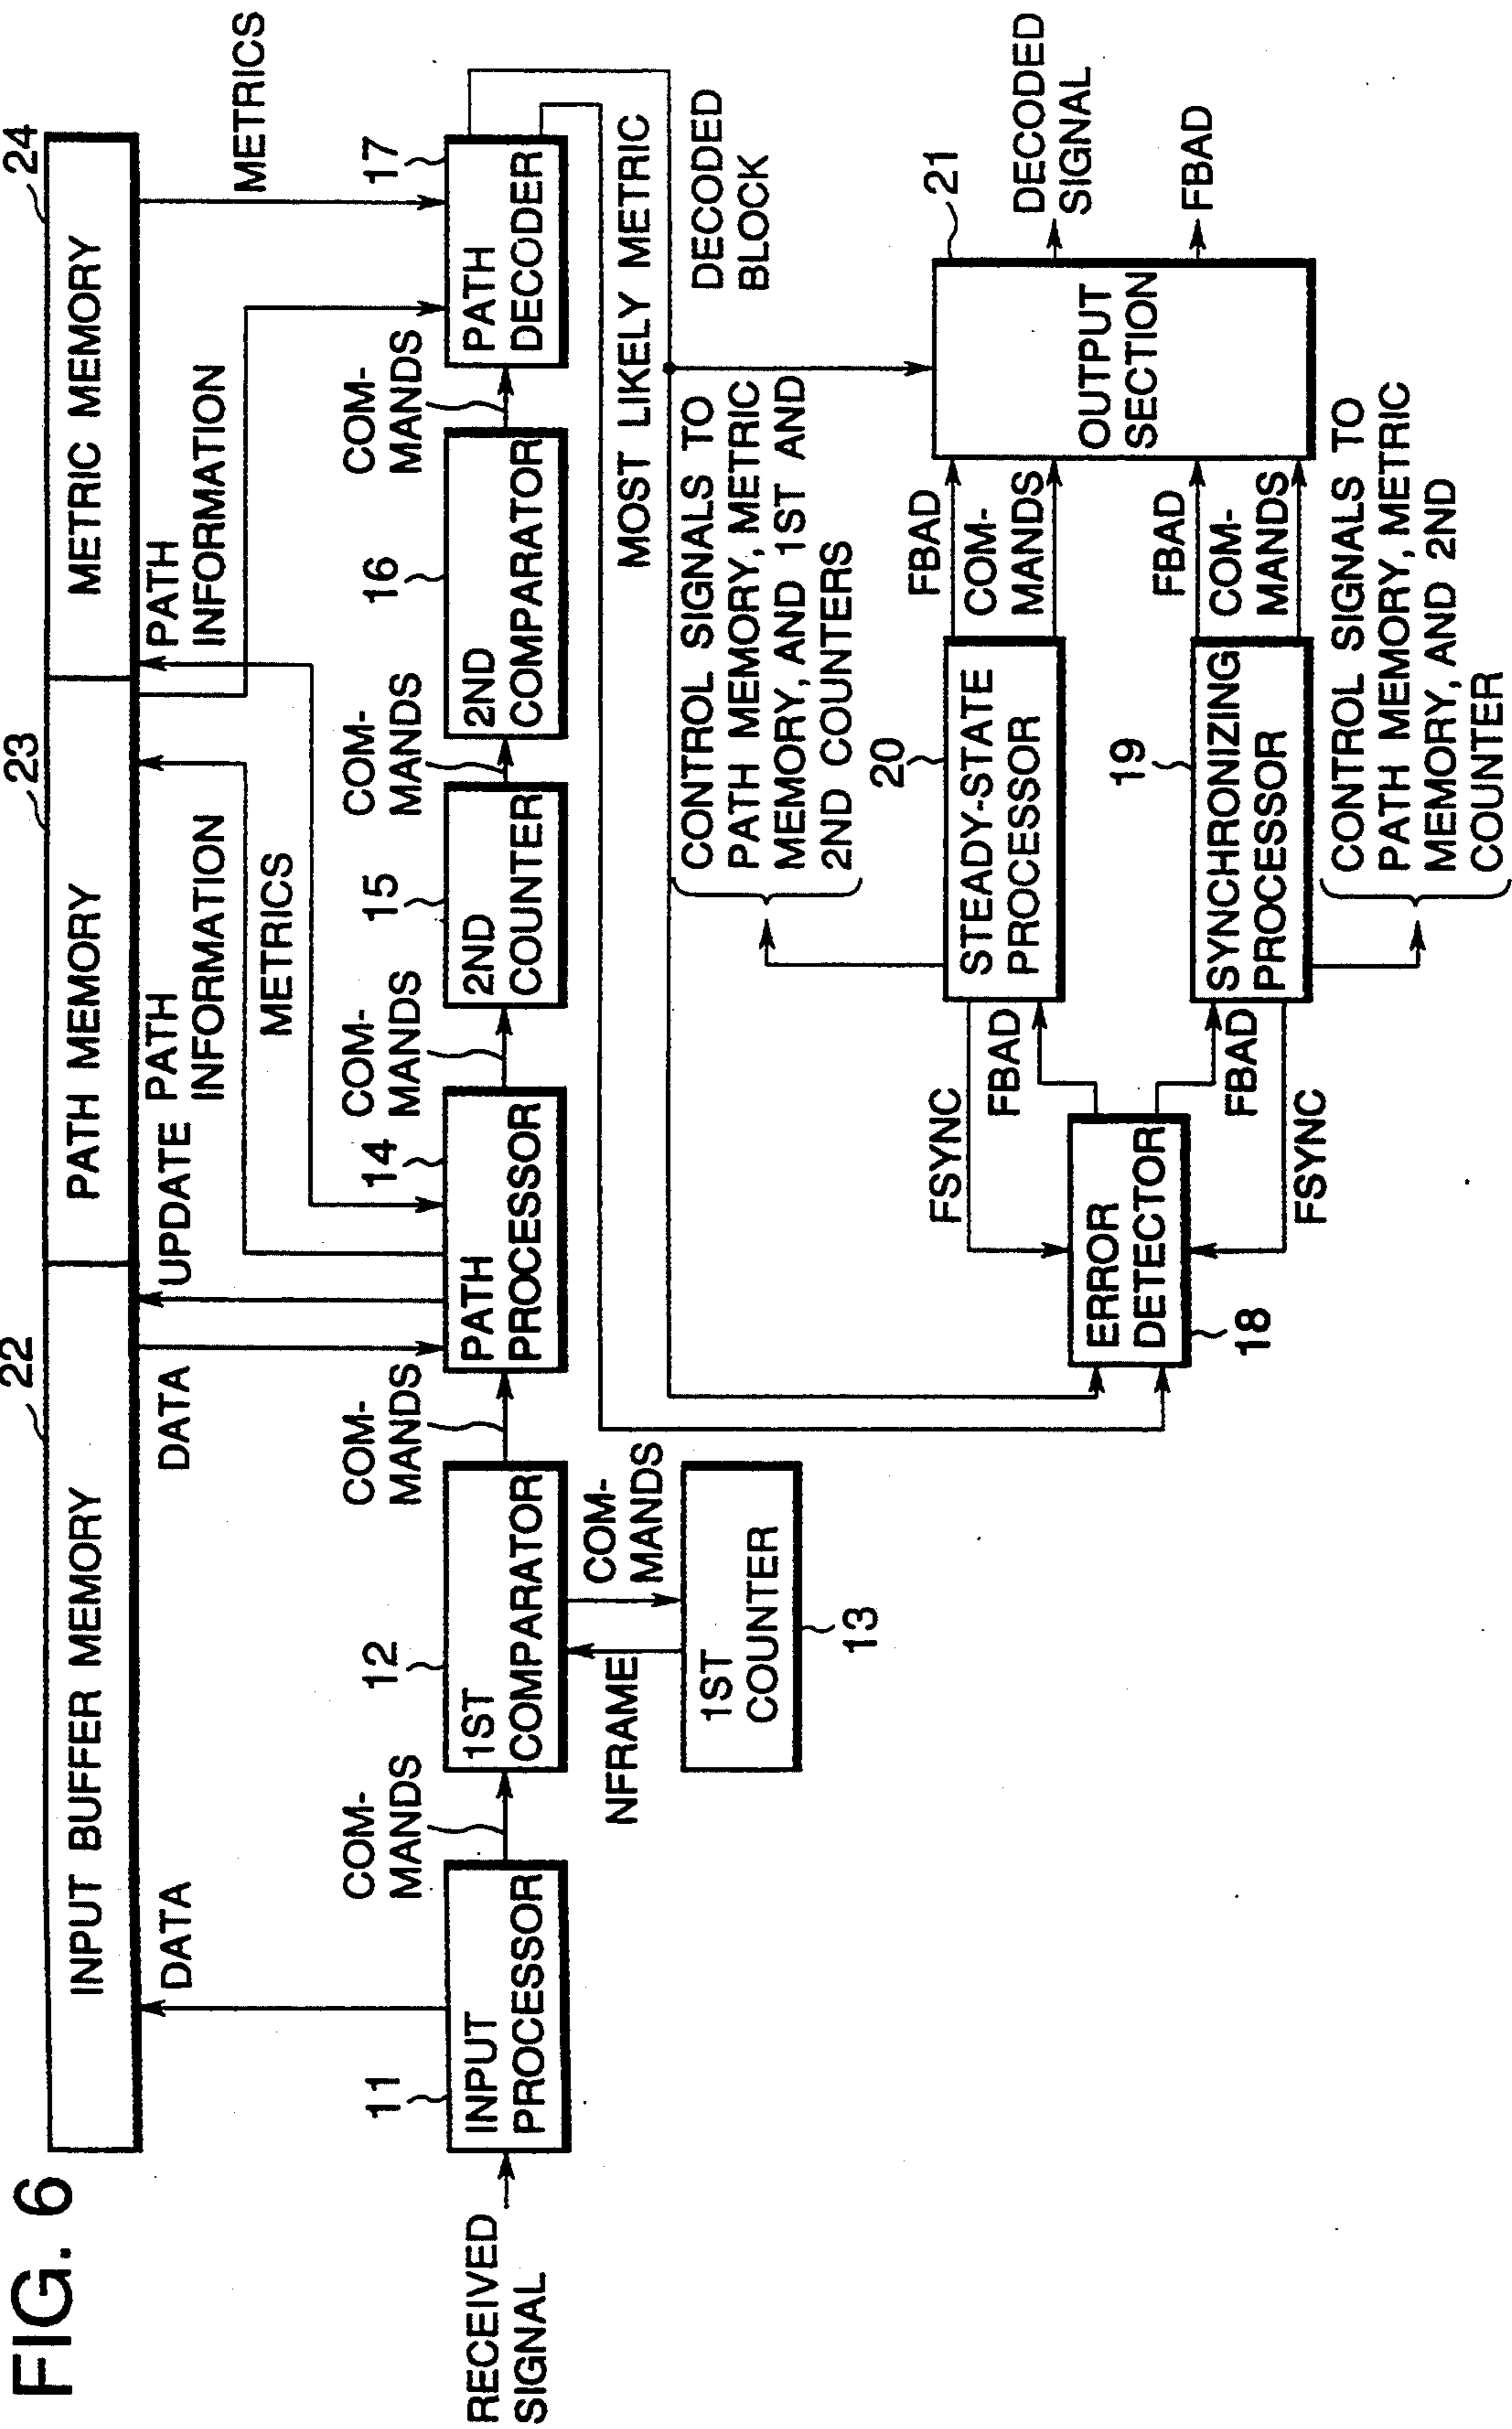 FIG. 6
22
23
24
INPUT BUFFER MEMORY
PATH MEMORY
METRIC MEMORY
DATA
DATA
UPDATE PATH
INFORMATION
METRICS
PATH
INFORMATION
METRICS
RECEIVED
SIGNAL
11
INPUT
PROCESSOR
COM-
MANDS
12
1ST
COMPARATOR
COM-
MANDS
14
PATH
PROCESSOR
COM-
MANDS
15
2ND
COUNTER
COM-
MANDS
16
2ND
COMPARATOR
COM-
MANDS
17
PATH
DECODER
NFRAME
COM-
MANDS
1ST
COUNTER
13
MOST LIKELY METRIC
DECODED
BLOCK
CONTROL SIGNALS TO
PATH MEMORY, METRIC
MEMORY, AND 1ST AND
2ND COUNTERS
FSYNC
FBAD
20
STEADY-STATE
PROCESSOR
FBAD
COM-
MANDS
21
OUTPUT
SECTION
DECODED
SIGNAL
FBAD
ERROR
DETECTOR
18
FBAD
FSYNC
19
SYNCHRONIZING
PROCESSOR
FBAD
COM-
MANDS
CONTROL SIGNALS TO
PATH MEMORY, METRIC
MEMORY, AND 2ND
COUNTER